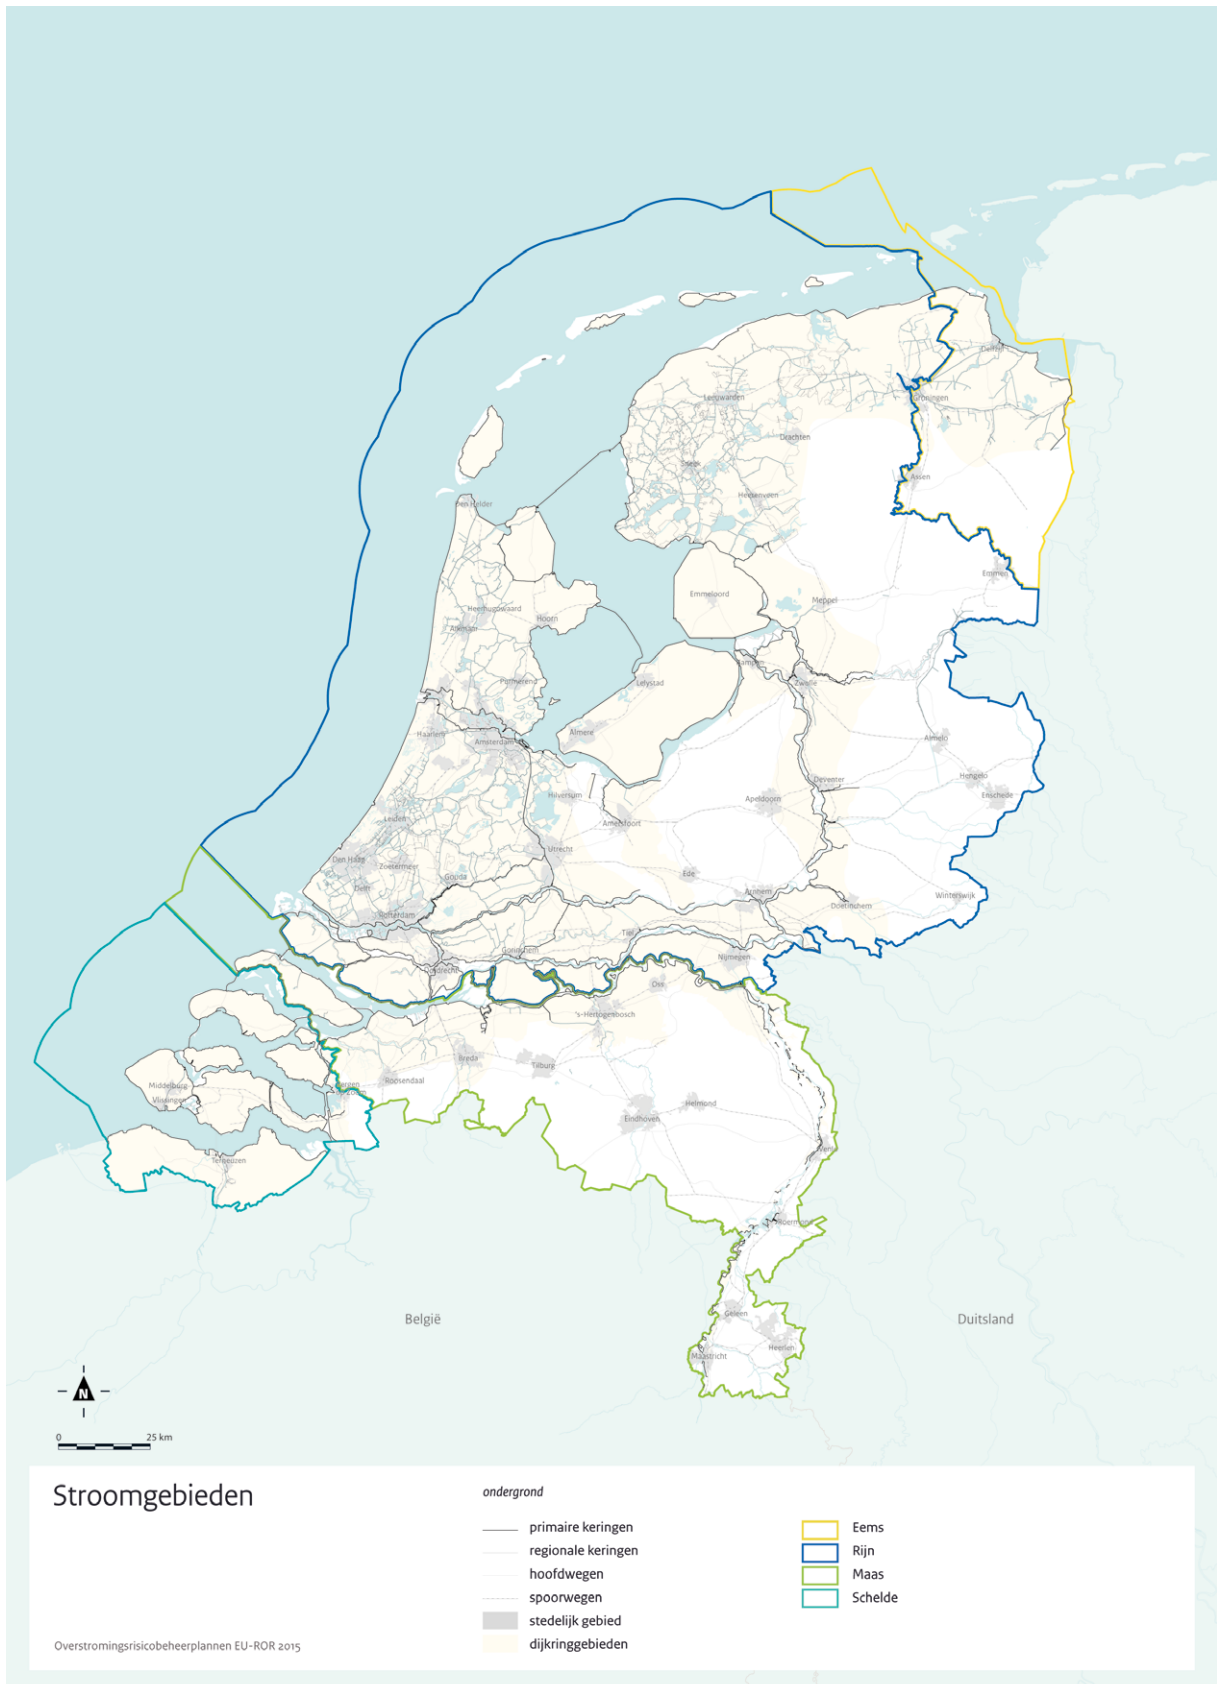 Delfzijl
Groningen
Leeuwarden
Drachten
Assen
Sneek
Heerenveen
Den Helder
Emmen
Emmeloord
Meppel
Heerhugowaard
Hoorn
Alkmaar
Kampen
Zwolle
Lelystad
Purmerend
Haarlem
Amsterdam
Almere
Almelo
Hengelo
Enschede
Deventer
Hilversum
Apeldoorn
Amersfoort
Leiden
Utrecht
Den Haag
Zoetermeer
Gouda
Ede
Delft
Arnhem
Winterswijk
Doetinchem
Rotterdam
Tiel
Gorinchem
Nijmegen
Dordrecht
Oss
's-Hertogenbosch
Breda
Tilburg
Roosendaal
Bergen
op Zoom
Middelburg
Vlissingen
Helmond
Eindhoven
Venlo
Terneuzen
Roermond
Geleen
Heerlen
Maastricht
België
Duitsland
N
0 25 km
Stroomgebieden
Overstromingsrisicobeheerplannen EU-ROR 2015
ondergrond
primaire keringen
regionale keringen
hoofdwegen
spoorwegen
stedelijk gebied
dijkringgebieden
Eems
Rijn
Maas
Schelde